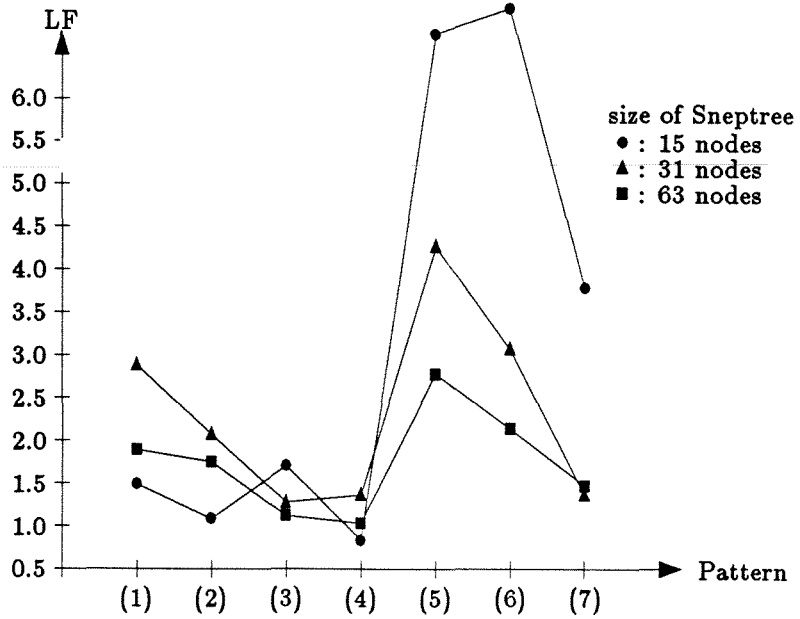 LF
6.0
5.5
5.0
4.5
4.0
3.5
3.0
2.5
2.0
1.5
1.0
0.5
size of Sneptree
● : 15 nodes
▲ : 31 nodes
■ : 63 nodes
(1) (2) (3) (4) (5) (6) (7)
Pattern